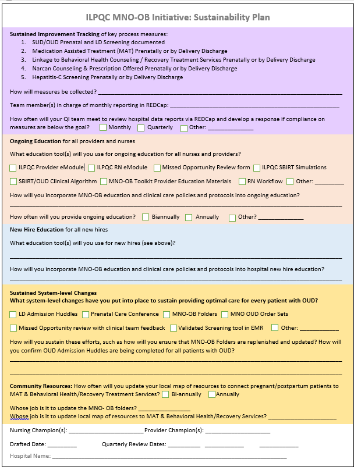 ILPQC MNO-OB Initiative: Sustainability Plan
Sustained Improvement Tracking of key process measures:
1. SUD/OUD Prenatal and LD Screening documented
2. Medication Assisted Treatment (MAT) Prenatally or by Delivery Discharge
3. Linkage to Behavioral Health Counseling / Recovery Treatment Services Prenatally or by Delivery Discharge
4. Narcan Counseling & Prescription Offered Prenatally or by Delivery Discharge
5. Hepatitis-C Screening Prenatally or by Delivery Discharge
How will measures be collected?
Team member(s) in charge of monthly reporting in REDCap:
How often will your QI team meet to review hospital data reports via REDCap and develop a response if compliance on
measures are below the goal? Monthly Quarterly Other:
Ongoing Education for all providers and nurses
What education tool(s) will you use for ongoing education for all nurses and providers?
ILPQC Provider eModule ILPQC RN eModule Missed Opportunity Review form ILPQC SBIRT Simulations
SBIRT/OUD Clinical Algorithm MNO-OB Toolkit Provider Education Materials RN Workflow Other:
How will you incorporate MNO-OB education and clinical care policies and protocols into ongoing education?
How often will you provide ongoing education? Biannually Annually Other?
New Hire Education for all new hires
What education tool(s) will you use for new hires (see above)?
How will you incorporate MNO-OB education and clinical care policies and protocols into hospital new hire education?
Sustained System-level Changes
What system-level changes have you put into place to sustain providing optimal care for every patient with OUD?
LD Admission Huddles Prenatal Care Conference MNO-OB Folders MNO OUD Order Sets
Missed Opportunity review with clinical team feedback Validated Screening tool in EMR Other:
How will you sustain these efforts, such as how will you ensure that MNO-OB Folders are replenished and updated? How will
you confirm OUD Admission Huddles are being completed for all patients with OUD?
Community Resources: How often will you update your local map of resources to connect pregnant/postpartum patients to
MAT & Behavioral Health/Recovery Treatment Services? Bi-annually Annually
Whose job is it to update the MNO- OB folders?
Whose job is it to update local map of resources to MAT & Behavioral Health/Recovery Services?
Nursing Champion(s): Provider Champion(s):
Drafted Date: Quarterly Review Dates:
Hospital Name: